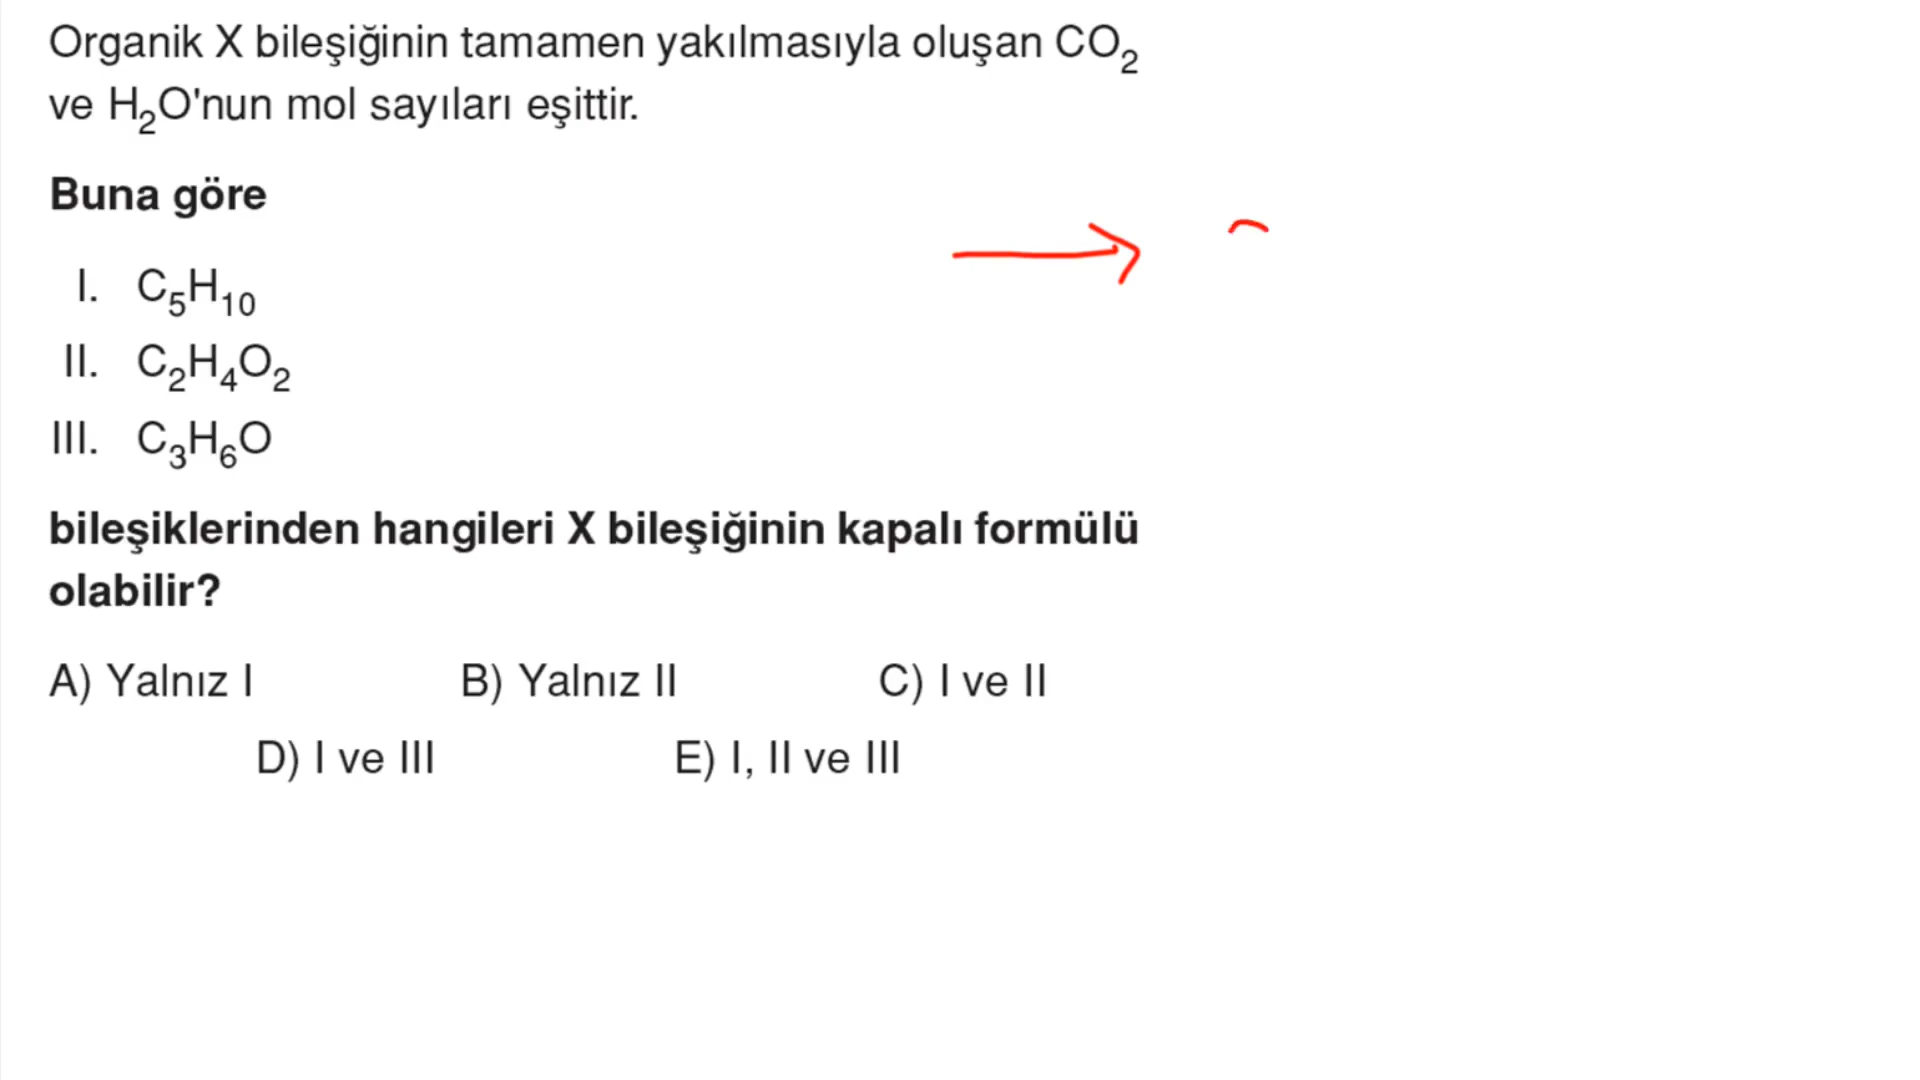 Organik X bileşiğinin tamamen yakılmasıyla oluşan CO₂
ve H₂O'nun mol sayıları eşittir.
Buna göre
I. C₅H₁₀
II. C₂H₄O₂
III. C₃H₆O
bileşiklerinden hangileri X bileşiğinin kapalı formülü
olabilir?
A) Yalnız I B) Yalnız II C) I ve II
D) I ve III E) I, II ve III